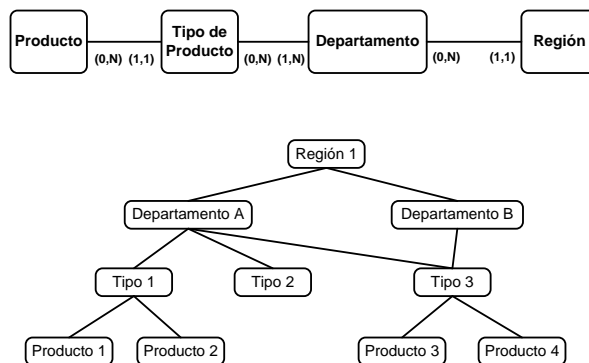 Producto
Tipo de
Producto
Departamento
Región
(0,N) (1,1) (0,N) (1,N) (0,N) (1,1)
Región 1
Departamento A
Departamento B
Tipo 1
Tipo 2
Tipo 3
Producto 1
Producto 2
Producto 3
Producto 4